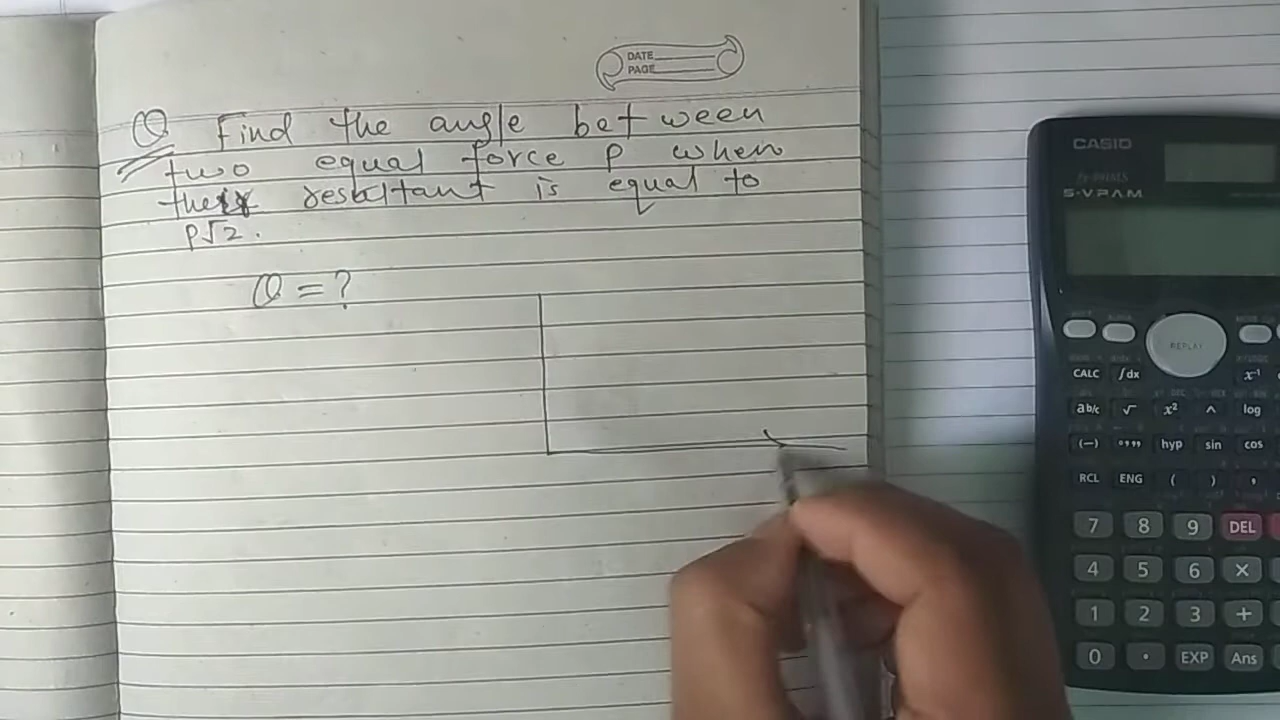 DATE
PAGE
Q Find the angle between
two equal force P when
their resultant is equal to
P√2.
θ = ?
CASIO
S-V.P.A.M.
REPLAY
CALC ∫dx x⁻¹
ab/c √ x² ^ log
(−) °’” hyp sin cos
RCL ENG ( ) ,
7 8 9 DEL
4 5 6 ×
1 2 3 +
0 . EXP Ans